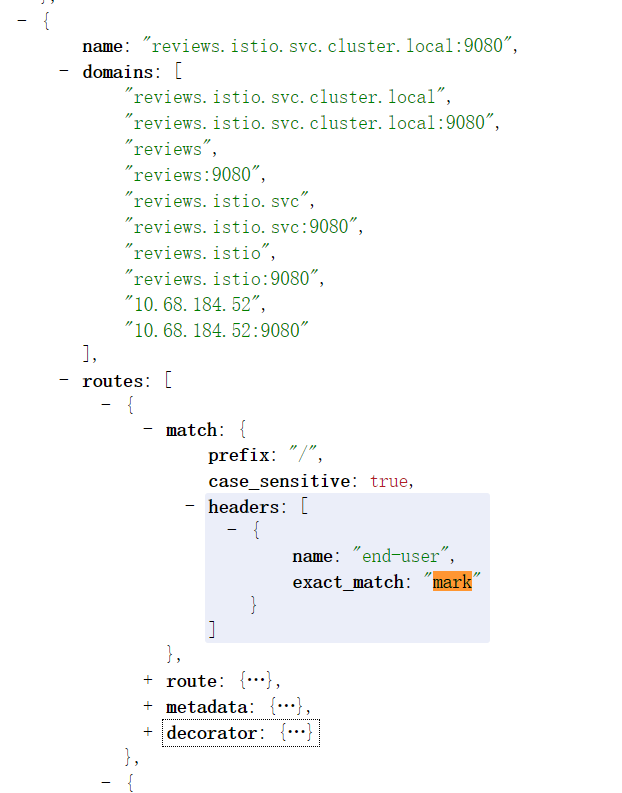 },
- {
name: "reviews.istio.svc.cluster.local:9080",
- domains: [
"reviews.istio.svc.cluster.local",
"reviews.istio.svc.cluster.local:9080",
"reviews",
"reviews:9080",
"reviews.istio.svc",
"reviews.istio.svc:9080",
"reviews.istio",
"reviews.istio:9080",
"10.68.184.52",
"10.68.184.52:9080"
],
- routes: [
- {
- match: {
prefix: "/",
case_sensitive: true,
- headers: [
- {
name: "end-user",
exact_match: "mark"
}
]
},
+ route: {…},
+ metadata: {…},
+ decorator: {…}
},
- {